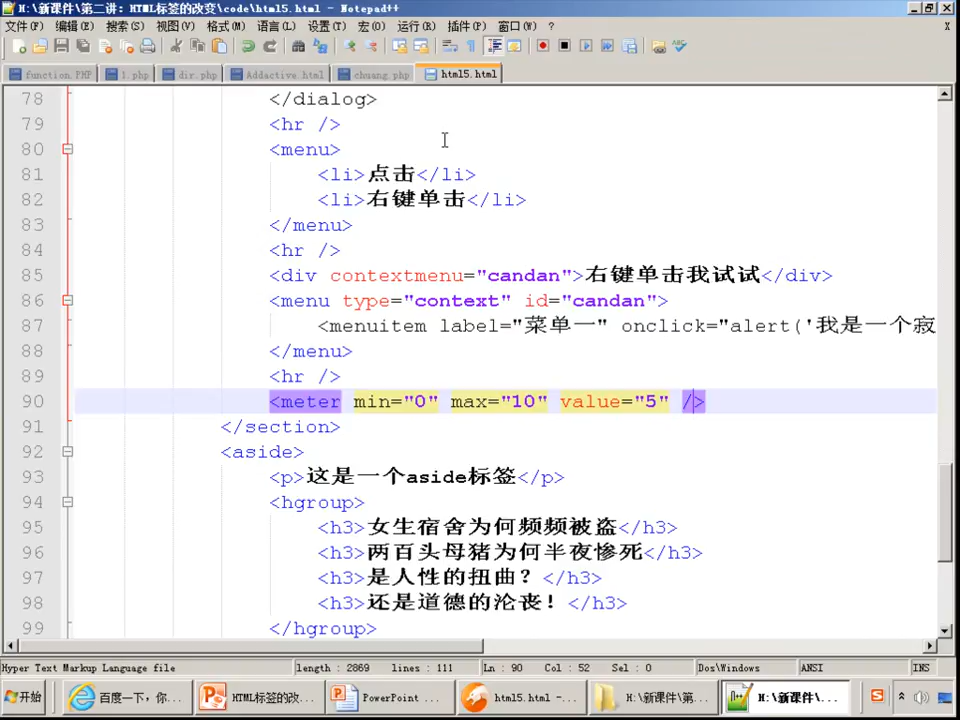 H:\新课件\第二讲：HTML标签的改变\code\html5.html - Notepad++
文件(F) 编辑(E) 搜索(S) 视图(V) 格式(M) 语言(L) 设置(T) 宏(O) 运行(R) 插件(P) 窗口(W) ? X
function.PHP 1.php dir.php Addactive.html chuang.php html5.html
78 </dialog>
79 <hr />
80 <menu>
81 <li>点击</li>
82 <li>右键单击</li>
83 </menu>
84 <hr />
85 <div contextmenu="candan">右键单击我试试</div>
86 <menu type="context" id="candan">
87 <menuitem label="菜单一" onclick="alert('我是一个寂
88 </menu>
89 <hr />
90 <meter min="0" max="10" value="5" />
91 </section>
92 <aside>
93 <p>这是一个aside标签</p>
94 <hgroup>
95 <h3>女生宿舍为何频频被盗</h3>
96 <h3>两百头母猪为何半夜惨死</h3>
97 <h3>是人性的扭曲？</h3>
98 <h3>还是道德的沦丧！</h3>
99 </hgroup>
Hyper Text Markup Language file length : 2869 lines : 111 Ln : 90 Col : 52 Sel : 0 Dos\Windows ANSI INS
开始 百度一下，你... HTML标签的改... PowerPoint ... html5.html -... H:\新课件\第... H:\新课件\...